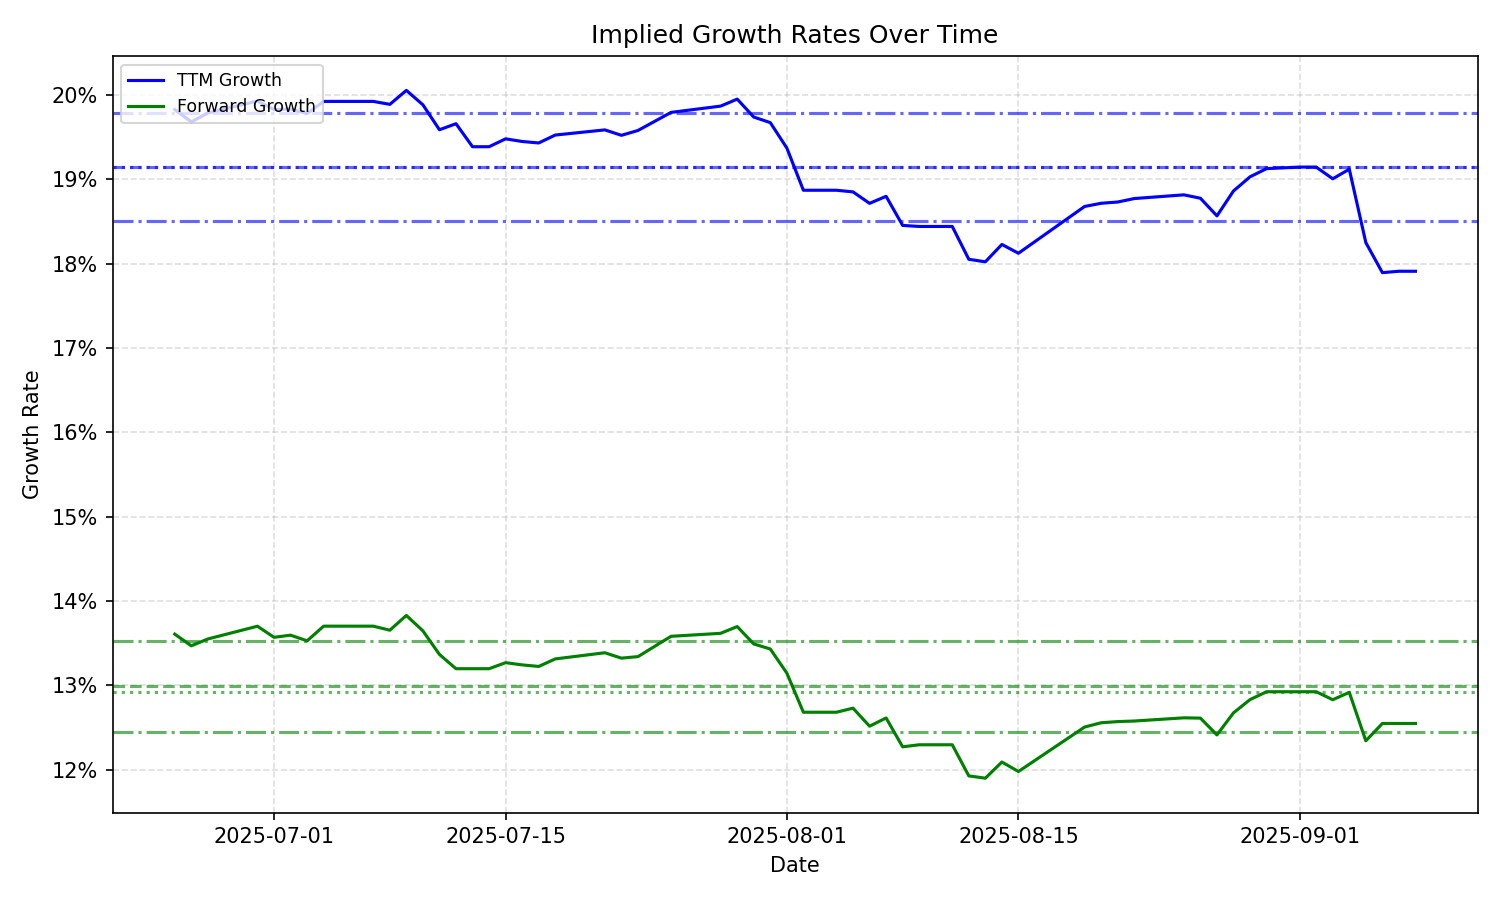 Implied Growth Rates Over Time
TTM Growth
Forward Growth
Growth Rate
20%
19%
18%
17%
16%
15%
14%
13%
12%
2025-07-01
2025-07-15
2025-08-01
2025-08-15
2025-09-01
Date